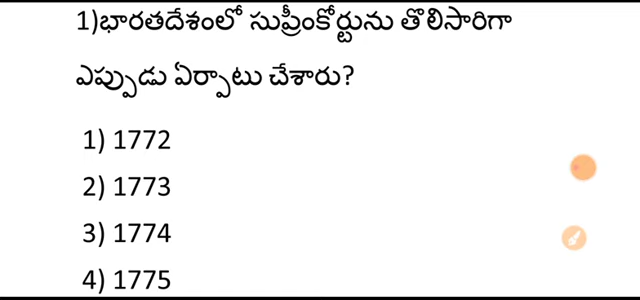 1)భారతదేశంలో సుప్రీంకోర్టును తొలిసారిగా
ఎప్పుడు ఏర్పాటు చేశారు?
1) 1772
2) 1773
3) 1774
4) 1775